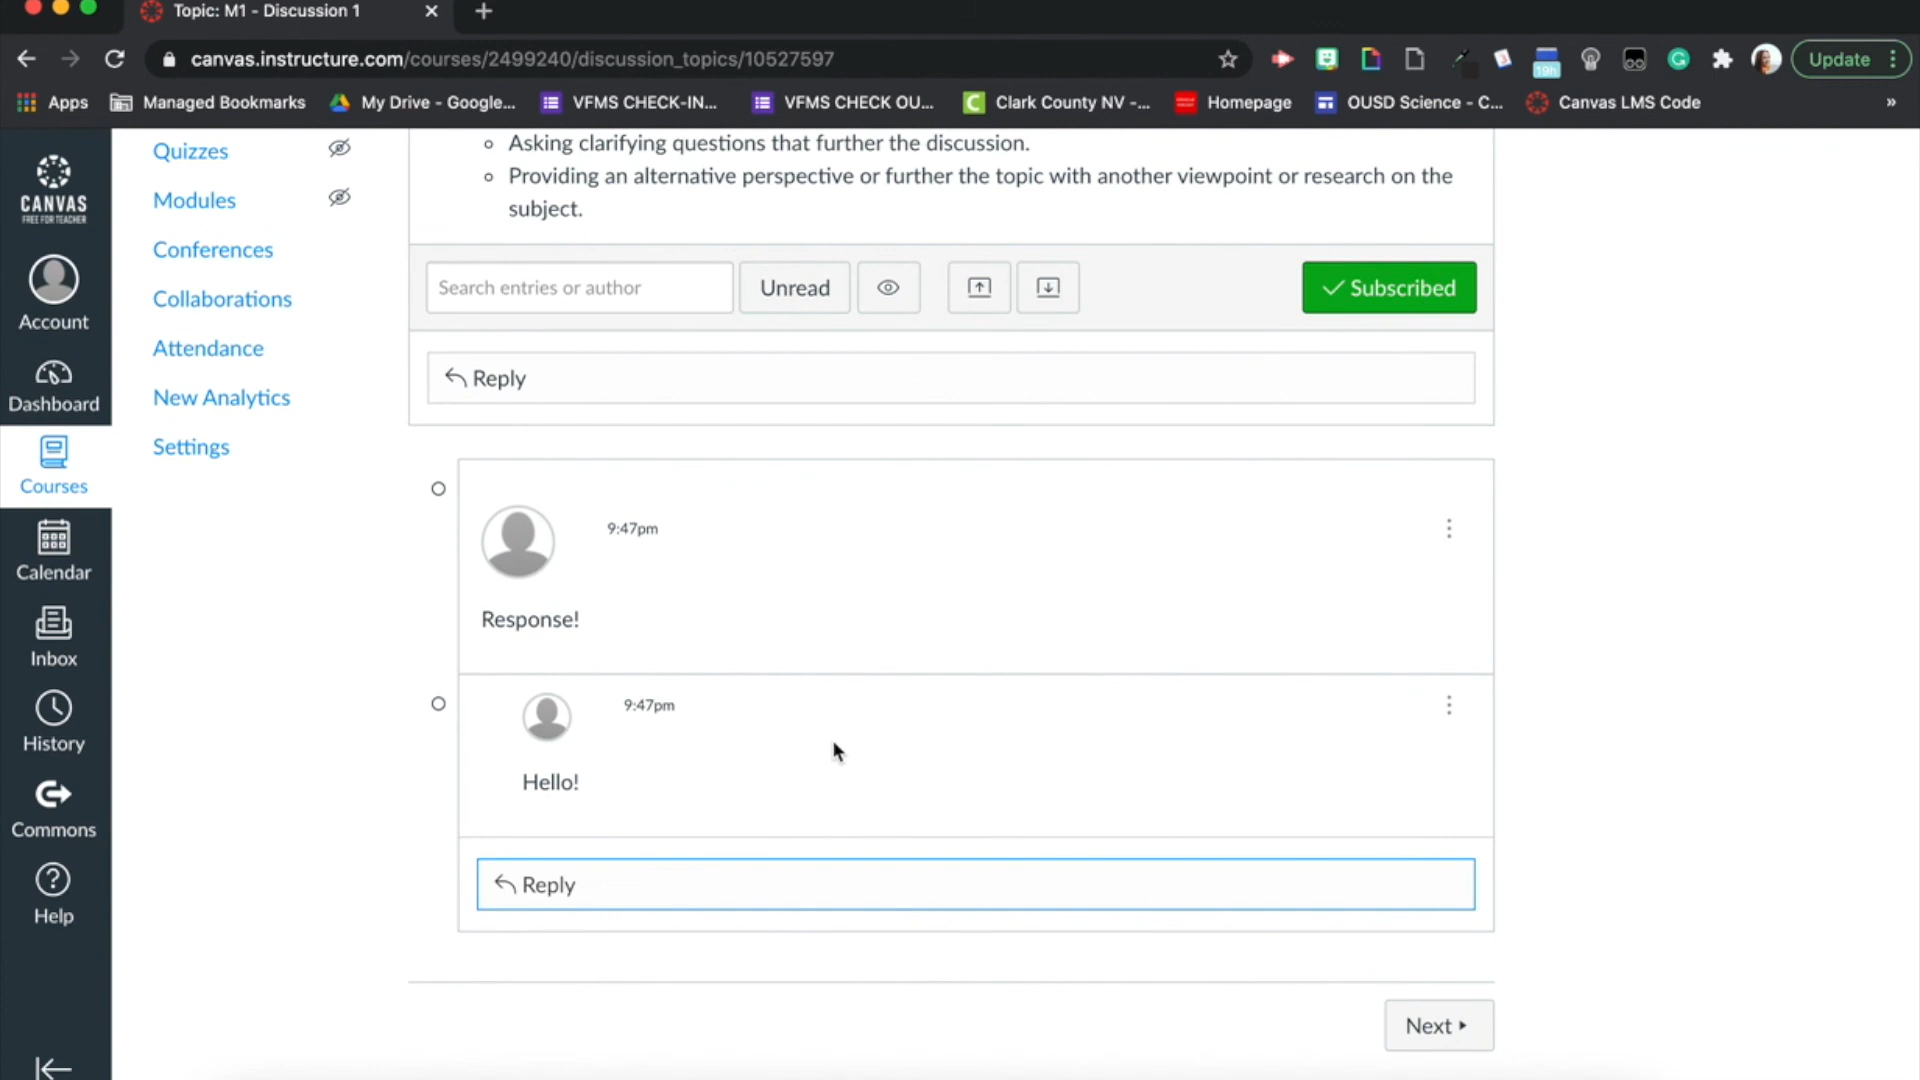 Topic: M1 - Discussion 1
canvas.instructure.com/courses/2499240/discussion_topics/10527597
19h
Update
Apps
Managed Bookmarks
My Drive - Google...
VFMS CHECK-IN...
VFMS CHECK OU...
Clark County NV -...
Homepage
OUSD Science - C...
Canvas LMS Code
»
CANVAS
FREE FOR TEACHER
Account
Dashboard
Courses
Calendar
Inbox
History
Commons
Help
Quizzes
Modules
Conferences
Collaborations
Attendance
New Analytics
Settings
Asking clarifying questions that further the discussion.
Providing an alternative perspective or further the topic with another viewpoint or research on the
subject.
Search entries or author
Unread
Subscribed
Reply
9:47pm
Response!
9:47pm
Hello!
Reply
Next